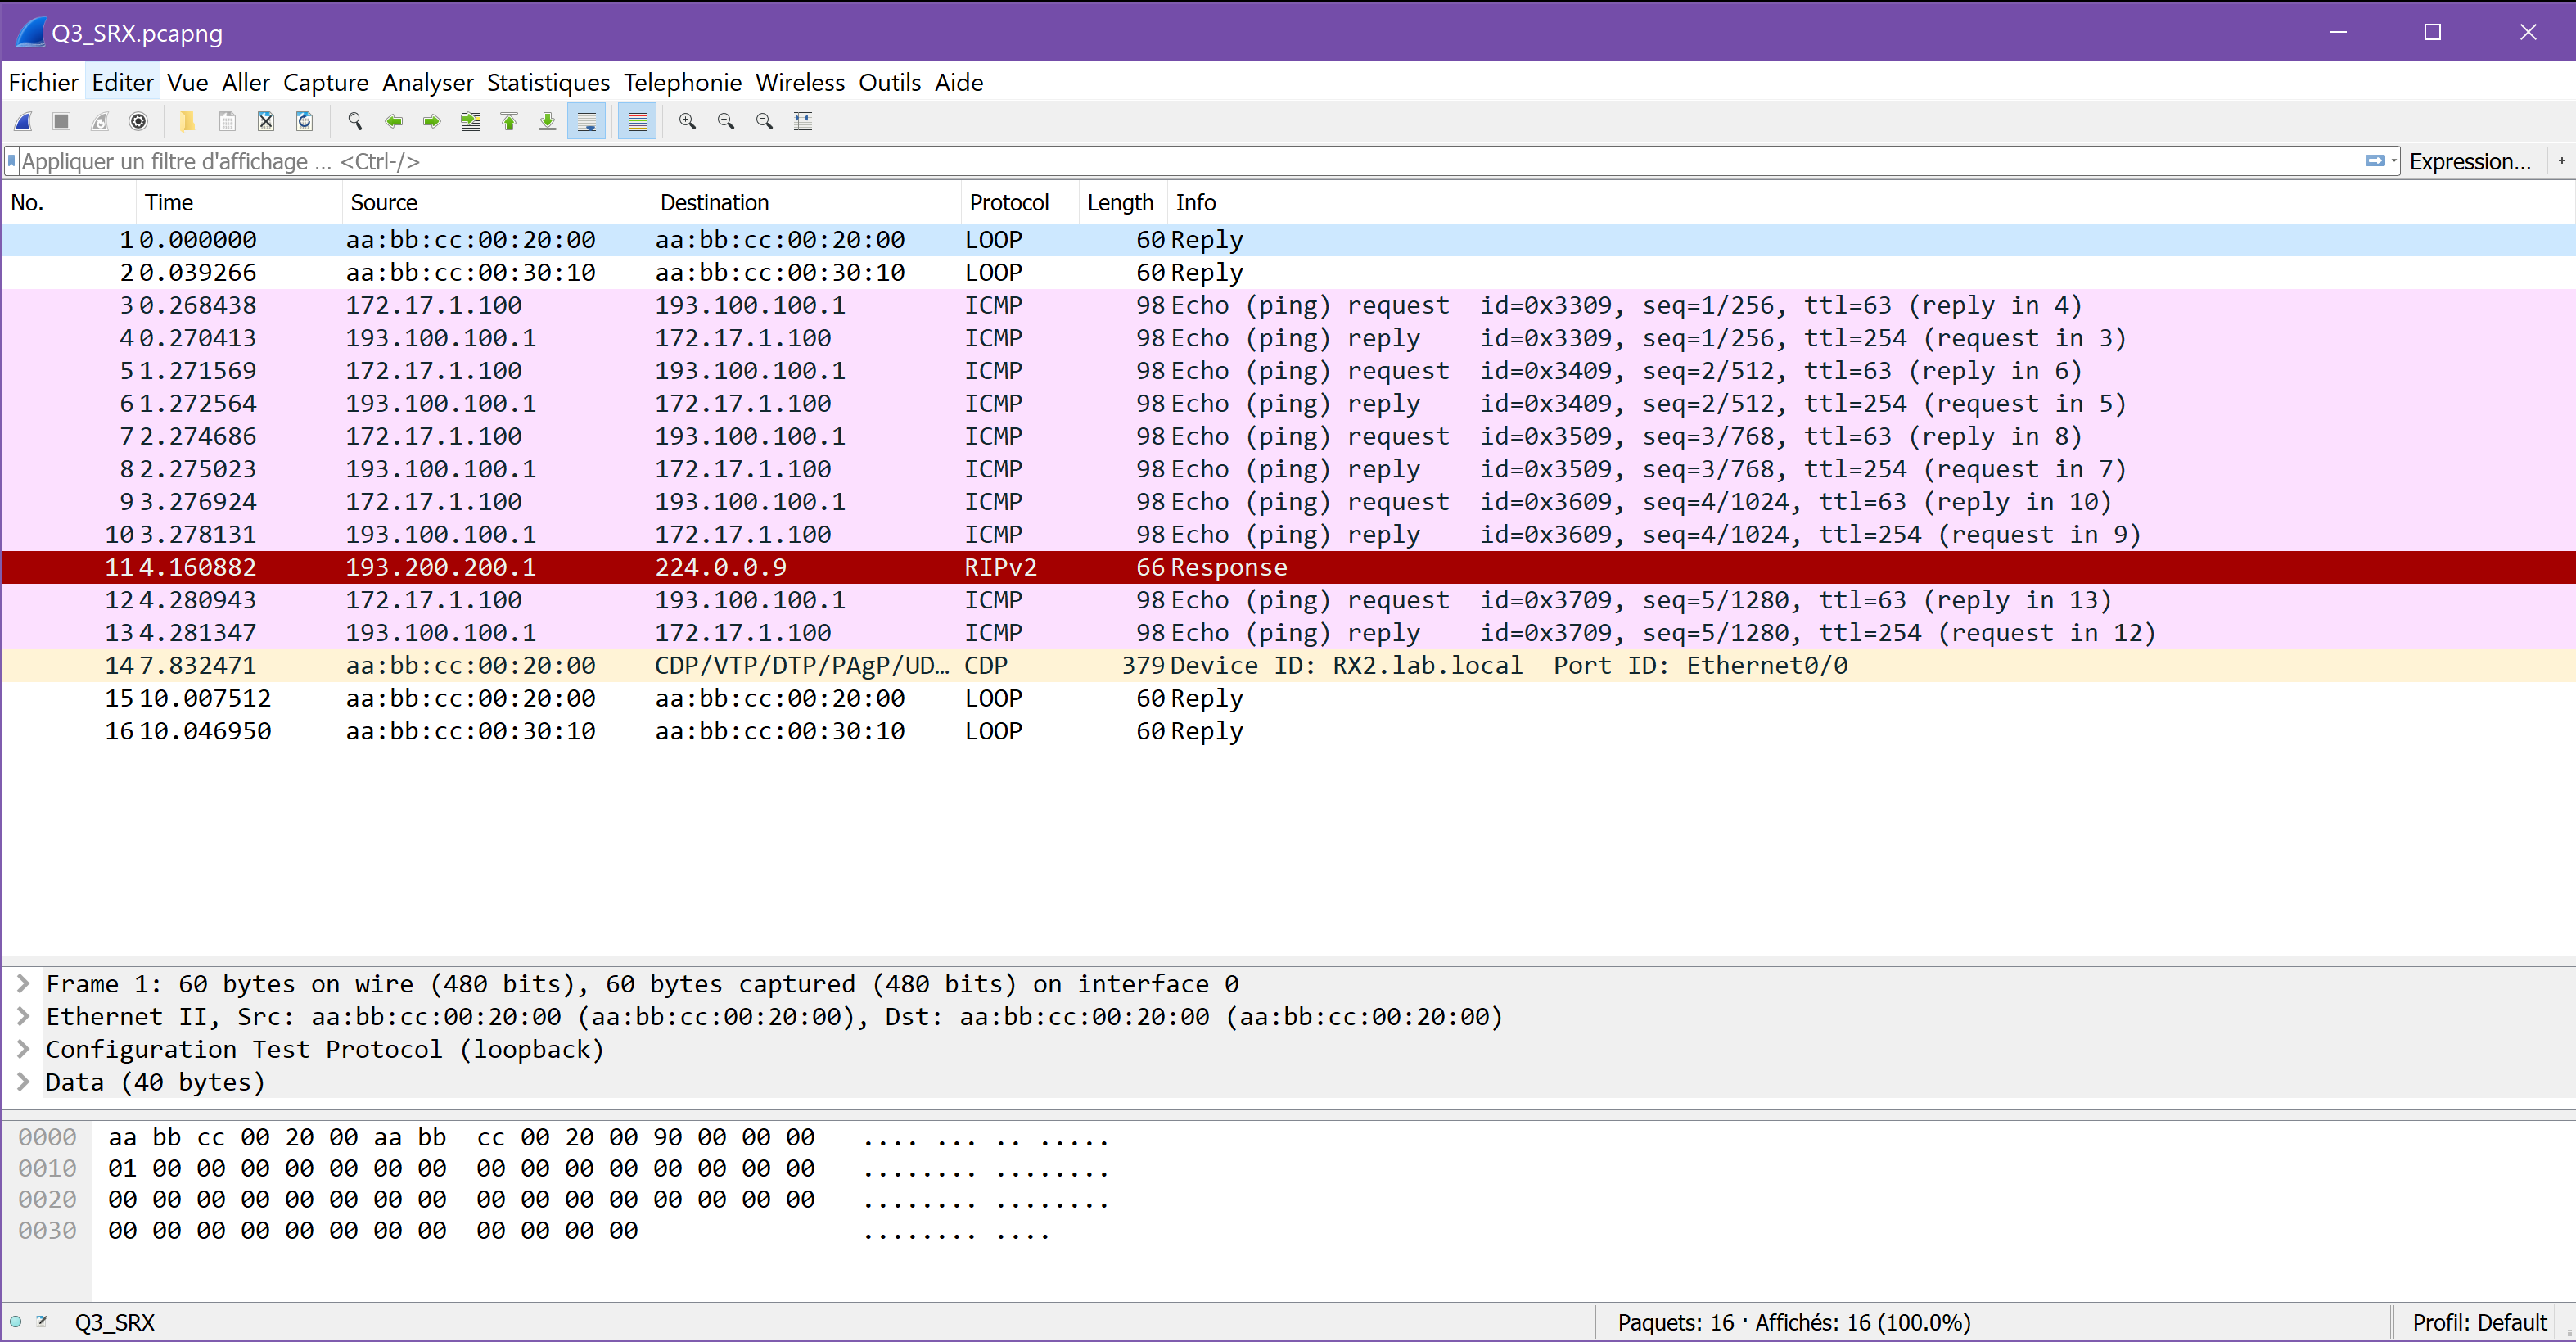 Q3_SRX.pcapng
Fichier Editer Vue Aller Capture Analyser Statistiques Telephonie Wireless Outils Aide
Appliquer un filtre d'affichage ... <Ctrl-/> Expression... +
No. Time Source Destination Protocol Length Info
1 0.000000 aa:bb:cc:00:20:00 aa:bb:cc:00:20:00 LOOP 60 Reply
2 0.039266 aa:bb:cc:00:30:10 aa:bb:cc:00:30:10 LOOP 60 Reply
3 0.268438 172.17.1.100 193.100.100.1 ICMP 98 Echo (ping) request id=0x3309, seq=1/256, ttl=63 (reply in 4)
4 0.270413 193.100.100.1 172.17.1.100 ICMP 98 Echo (ping) reply id=0x3309, seq=1/256, ttl=254 (request in 3)
5 1.271569 172.17.1.100 193.100.100.1 ICMP 98 Echo (ping) request id=0x3409, seq=2/512, ttl=63 (reply in 6)
6 1.272564 193.100.100.1 172.17.1.100 ICMP 98 Echo (ping) reply id=0x3409, seq=2/512, ttl=254 (request in 5)
7 2.274686 172.17.1.100 193.100.100.1 ICMP 98 Echo (ping) request id=0x3509, seq=3/768, ttl=63 (reply in 8)
8 2.275023 193.100.100.1 172.17.1.100 ICMP 98 Echo (ping) reply id=0x3509, seq=3/768, ttl=254 (request in 7)
9 3.276924 172.17.1.100 193.100.100.1 ICMP 98 Echo (ping) request id=0x3609, seq=4/1024, ttl=63 (reply in 10)
10 3.278131 193.100.100.1 172.17.1.100 ICMP 98 Echo (ping) reply id=0x3609, seq=4/1024, ttl=254 (request in 9)
11 4.160882 193.200.200.1 224.0.0.9 RIPv2 66 Response
12 4.280943 172.17.1.100 193.100.100.1 ICMP 98 Echo (ping) request id=0x3709, seq=5/1280, ttl=63 (reply in 13)
13 4.281347 193.100.100.1 172.17.1.100 ICMP 98 Echo (ping) reply id=0x3709, seq=5/1280, ttl=254 (request in 12)
14 7.832471 aa:bb:cc:00:20:00 CDP/VTP/DTP/PAgP/UD… CDP 379 Device ID: RX2.lab.local Port ID: Ethernet0/0
15 10.007512 aa:bb:cc:00:20:00 aa:bb:cc:00:20:00 LOOP 60 Reply
16 10.046950 aa:bb:cc:00:30:10 aa:bb:cc:00:30:10 LOOP 60 Reply
Frame 1: 60 bytes on wire (480 bits), 60 bytes captured (480 bits) on interface 0
Ethernet II, Src: aa:bb:cc:00:20:00 (aa:bb:cc:00:20:00), Dst: aa:bb:cc:00:20:00 (aa:bb:cc:00:20:00)
Configuration Test Protocol (loopback)
Data (40 bytes)
0000 aa bb cc 00 20 00 aa bb cc 00 20 00 90 00 00 00 .... ... .. .....
0010 01 00 00 00 00 00 00 00 00 00 00 00 00 00 00 00 ........ ........
0020 00 00 00 00 00 00 00 00 00 00 00 00 00 00 00 00 ........ ........
0030 00 00 00 00 00 00 00 00 00 00 00 00 ........ ....
Q3_SRX Paquets: 16 · Affichés: 16 (100.0%) Profil: Default